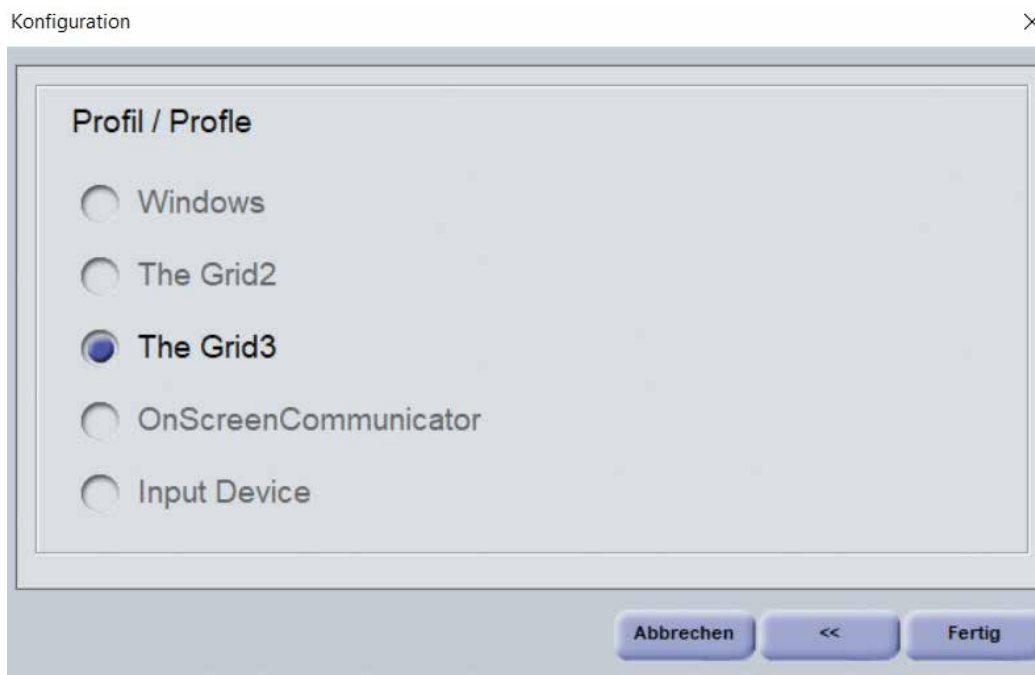 Konfiguration
Profil / Profle
Windows
The Grid2
The Grid3
OnScreenCommunicator
Input Device
Abbrechen << Fertig